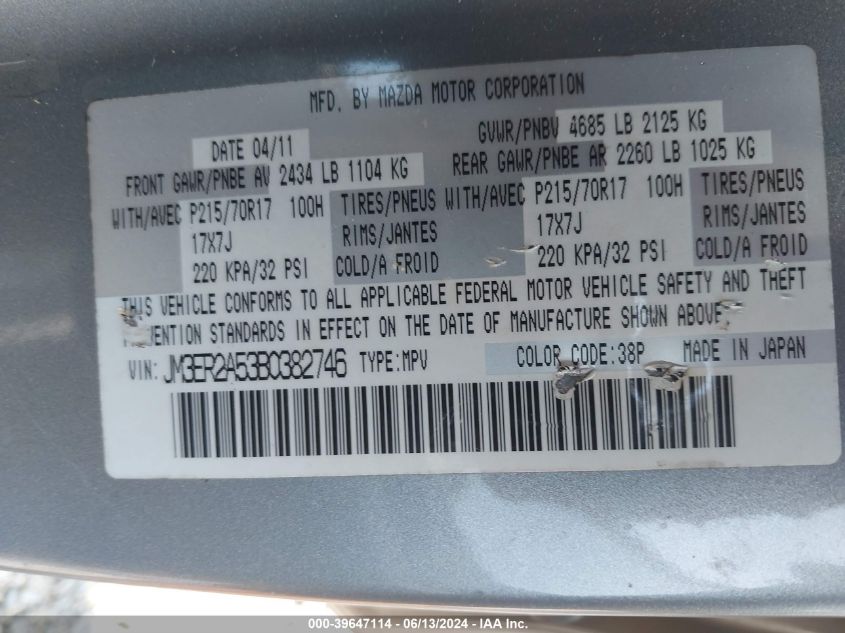 MFD. BY MAZDA MOTOR CORPORATION
DATE 04/11 GVWR/PNBV 4685 LB 2125 KG
FRONT GAWR/PNBE AV 2434 LB 1104 KG REAR GAWR/PNBE AR 2260 LB 1025 KG
WITH/AVEC P215/70R17 100H TIRES/PNEUS WITH/AVEC P215/70R17 100H TIRES/PNEUS
17X7J RIMS/JANTES 17X7J RIMS/JANTES
220 KPA/32 PSI COLD/A FROID 220 KPA/32 PSI COLD/A FROID
THIS VEHICLE CONFORMS TO ALL APPLICABLE FEDERAL MOTOR VEHICLE SAFETY AND THEFT
PREVENTION STANDARDS IN EFFECT ON THE DATE OF MANUFACTURE SHOWN ABOVE.
VIN: JM3ER2A53B0382746 TYPE:MPV COLOR CODE:38P MADE IN JAPAN
000-39647114 - 06/13/2024 - IAA Inc.